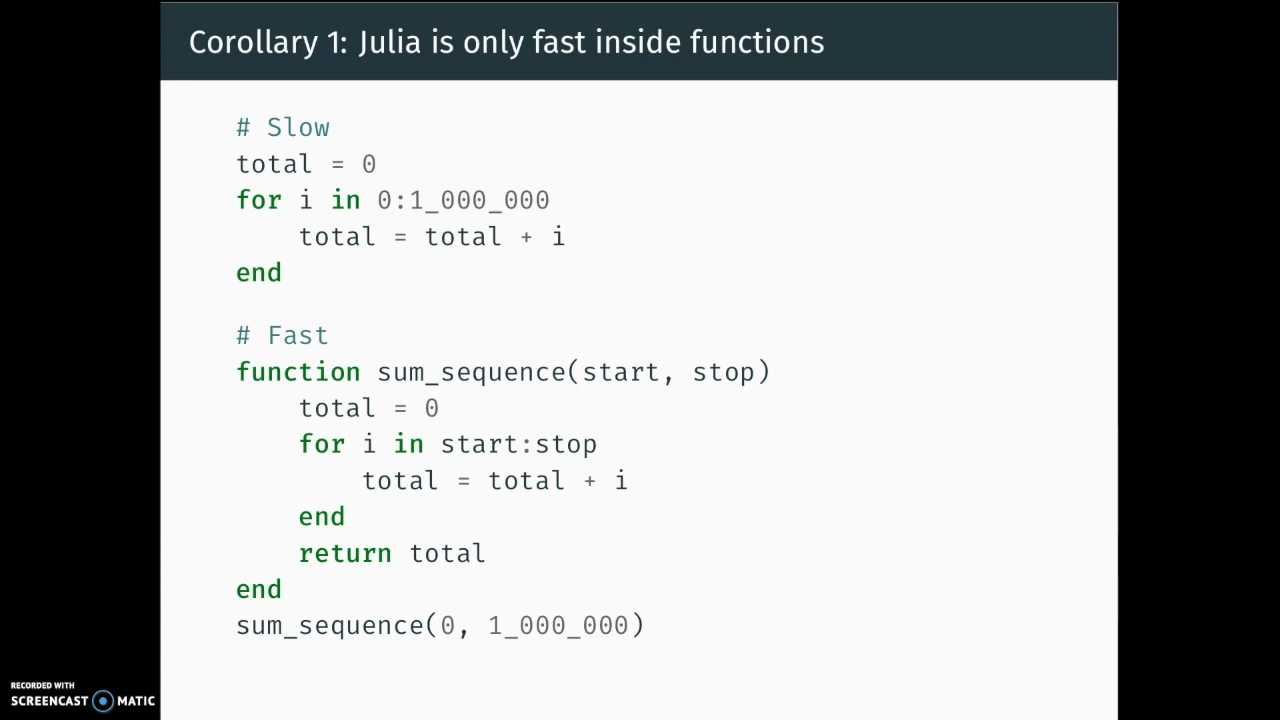 Corollary 1: Julia is only fast inside functions
# Slow
total = 0
for i in 0:1_000_000
    total = total + i
end
# Fast
function sum_sequence(start, stop)
    total = 0
    for i in start:stop
        total = total + i
    end
    return total
end
sum_sequence(0, 1_000_000)
RECORDED WITH
SCREENCAST MATIC